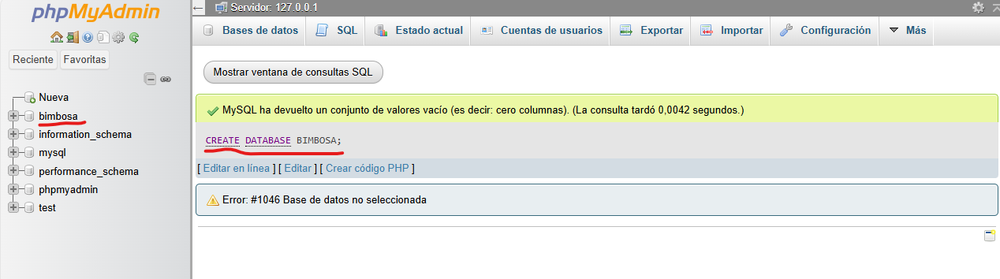 phpMyAdmin
Reciente Favoritas
Nueva
bimbosa
information_schema
mysql
performance_schema
phpmyadmin
test
Servidor: 127.0.0.1
Bases de datos SQL Estado actual Cuentas de usuarios Exportar Importar Configuración Más
Mostrar ventana de consultas SQL
MySQL ha devuelto un conjunto de valores vacío (es decir: cero columnas). (La consulta tardó 0,0042 segundos.)
CREATE DATABASE BIMBOSA;
[ Editar en línea ] [ Editar ] [ Crear código PHP ]
Error: #1046 Base de datos no seleccionada